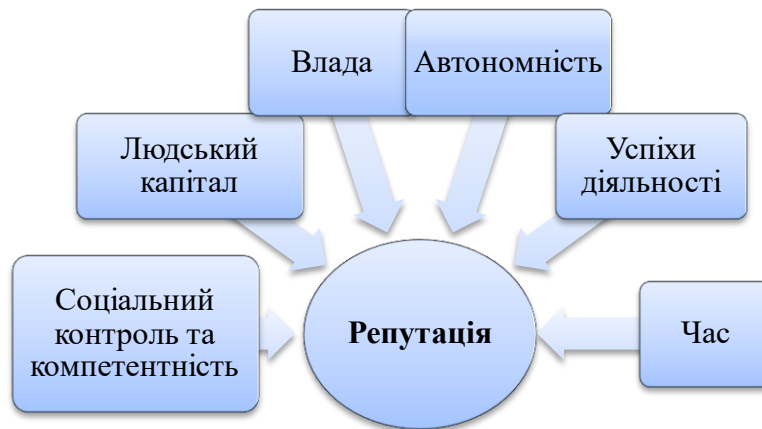 Влада
Автономність
Людський
капітал
Успіхи
діяльності
Соціальний
контроль та
компетентність
Репутація
Час